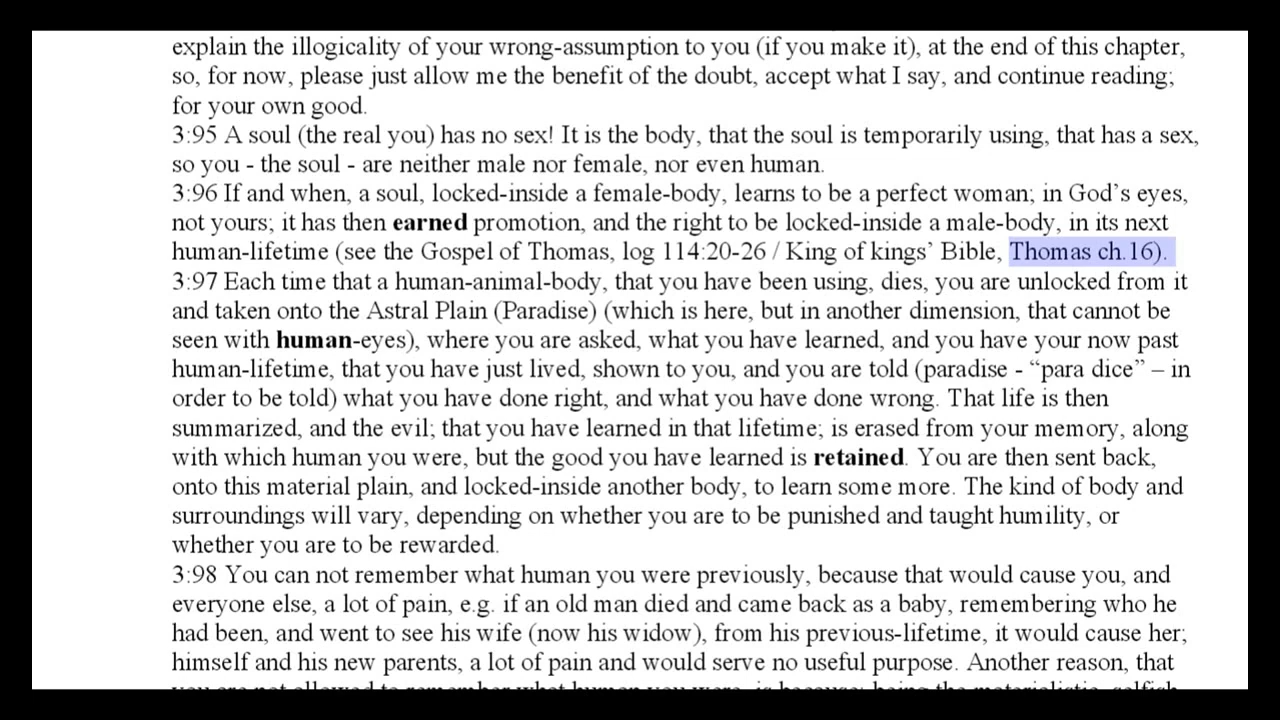 explain the illogicality of your wrong-assumption to you (if you make it), at the end of this chapter,
so, for now, please just allow me the benefit of the doubt, accept what I say, and continue reading;
for your own good.
3:95 A soul (the real you) has no sex! It is the body, that the soul is temporarily using, that has a sex,
so you - the soul - are neither male nor female, nor even human.
3:96 If and when, a soul, locked-inside a female-body, learns to be a perfect woman; in God’s eyes,
not yours; it has then earned promotion, and the right to be locked-inside a male-body, in its next
human-lifetime (see the Gospel of Thomas, log 114:20-26 / King of kings’ Bible, Thomas ch.16).
3:97 Each time that a human-animal-body, that you have been using, dies, you are unlocked from it
and taken onto the Astral Plain (Paradise) (which is here, but in another dimension, that cannot be
seen with human-eyes), where you are asked, what you have learned, and you have your now past
human-lifetime, that you have just lived, shown to you, and you are told (paradise - “para dice” – in
order to be told) what you have done right, and what you have done wrong. That life is then
summarized, and the evil; that you have learned in that lifetime; is erased from your memory, along
with which human you were, but the good you have learned is retained. You are then sent back,
onto this material plain, and locked-inside another body, to learn some more. The kind of body and
surroundings will vary, depending on whether you are to be punished and taught humility, or
whether you are to be rewarded.
3:98 You can not remember what human you were previously, because that would cause you, and
everyone else, a lot of pain, e.g. if an old man died and came back as a baby, remembering who he
had been, and went to see his wife (now his widow), from his previous-lifetime, it would cause her;
himself and his new parents, a lot of pain and would serve no useful purpose. Another reason, that
you are not allowed to remember what human you were, is because; being the materialistic, selfish